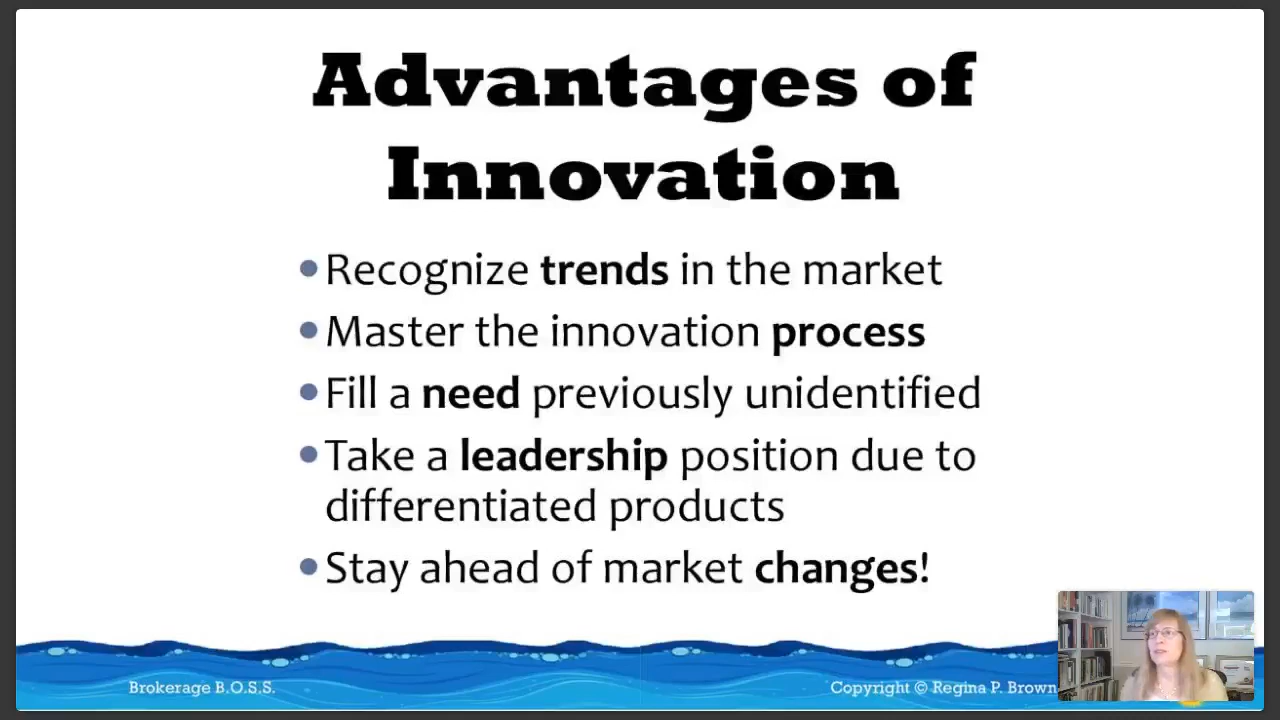 Advantages of
Innovation
•Recognize trends in the market
•Master the innovation process
•Fill a need previously unidentified
•Take a leadership position due to
differentiated products
•Stay ahead of market changes!
Brokerage B.O.S.S.
Copyright © Regina P. Brown